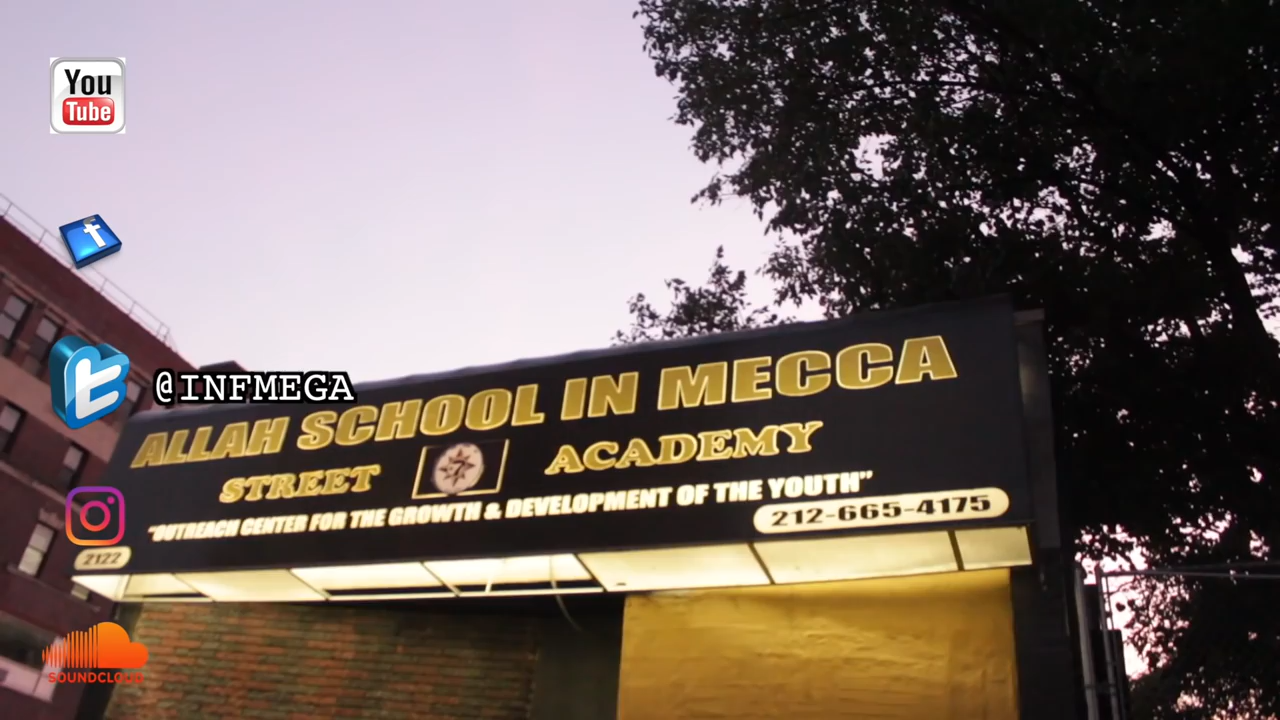 You
Tube
@INFMEGA
ALLAH SCHOOL IN MECCA
STREET 7 ACADEMY
"OUTREACH CENTER FOR THE GROWTH & DEVELOPMENT OF THE YOUTH"
212-665-4175
2122
SOUNDCLOUD